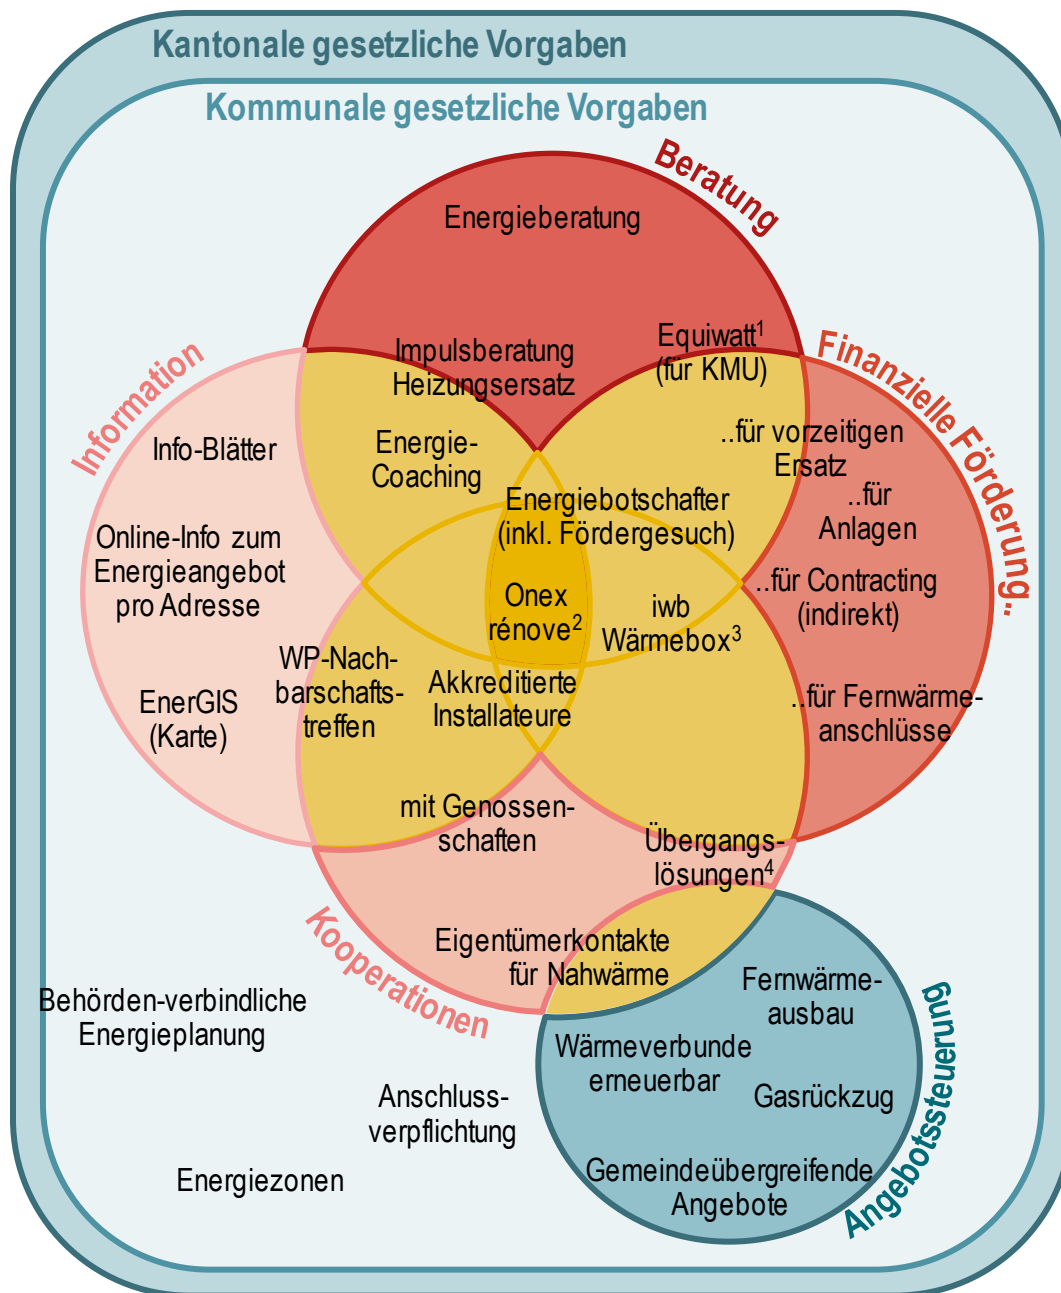 Kantonale gesetzliche Vorgaben
Kommunale gesetzliche Vorgaben
Beratung
Energieberatung
Impulsberatung
Heizungsersatz
Equiwatt¹
(für KMU)
Finanzielle Förderung..
Information
Info-Blätter
Energie-
Coaching
..für vorzeitigen
Ersatz
..für
Anlagen
Energiebotschafter
(inkl. Fördergesuch)
Online-Info zum
Energieangebot
pro Adresse
Onex
rénove²
iwb
Wärmebox³
..für Contracting
(indirekt)
WP-Nach-
barschafts-
treffen
Akkreditierte
Installateure
EnerGIS
(Karte)
..für Fernwärme-
anschlüsse
mit Genossen-
schaften
Übergangs-
lösungen⁴
Kooperationen
Eigentümerkontakte
für Nahwärme
Behörden-verbindliche
Energieplanung
Fernwärme-
ausbau
Angebotssteuerung
Wärmeverbunde
erneuerbar
Gasrückzug
Anschluss-
verpflichtung
Energiezonen
Gemeindeübergreifende
Angebote